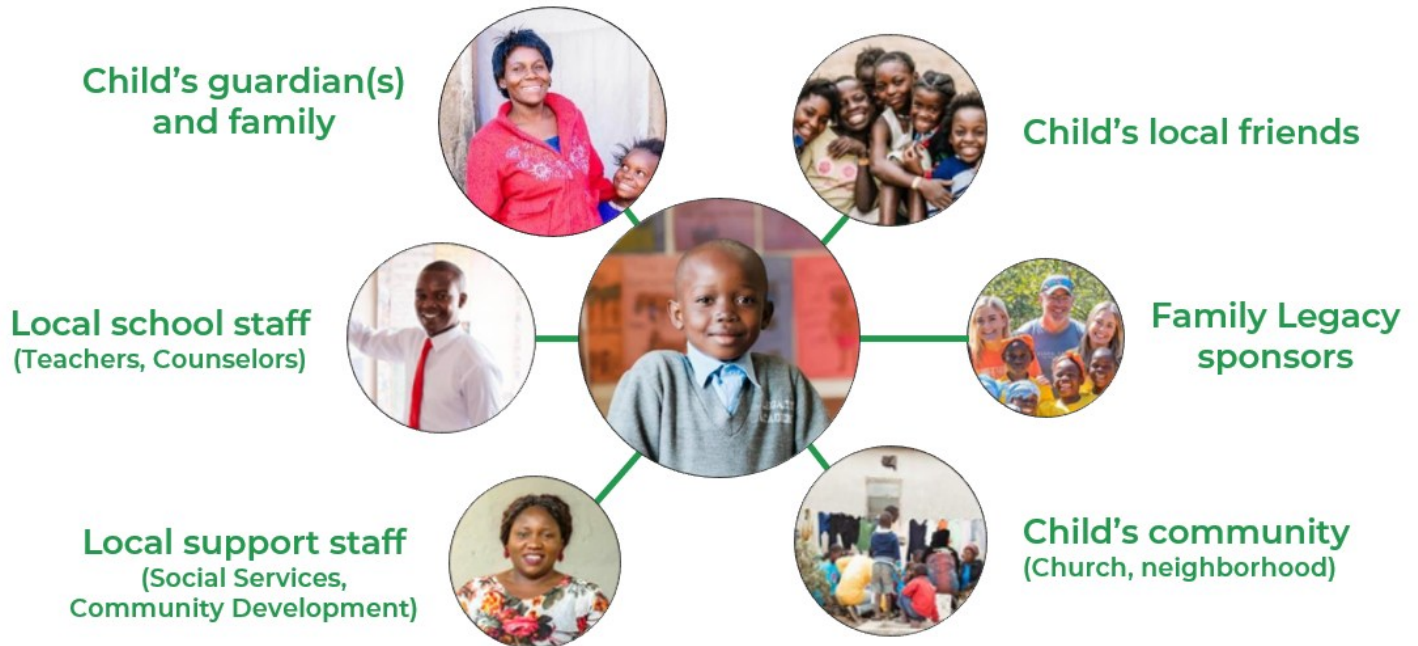 Child's guardian(s)
and family
Child's local friends
Local school staff
(Teachers, Counselors)
Family Legacy
sponsors
Local support staff
(Social Services,
Community Development)
Child's community
(Church, neighborhood)